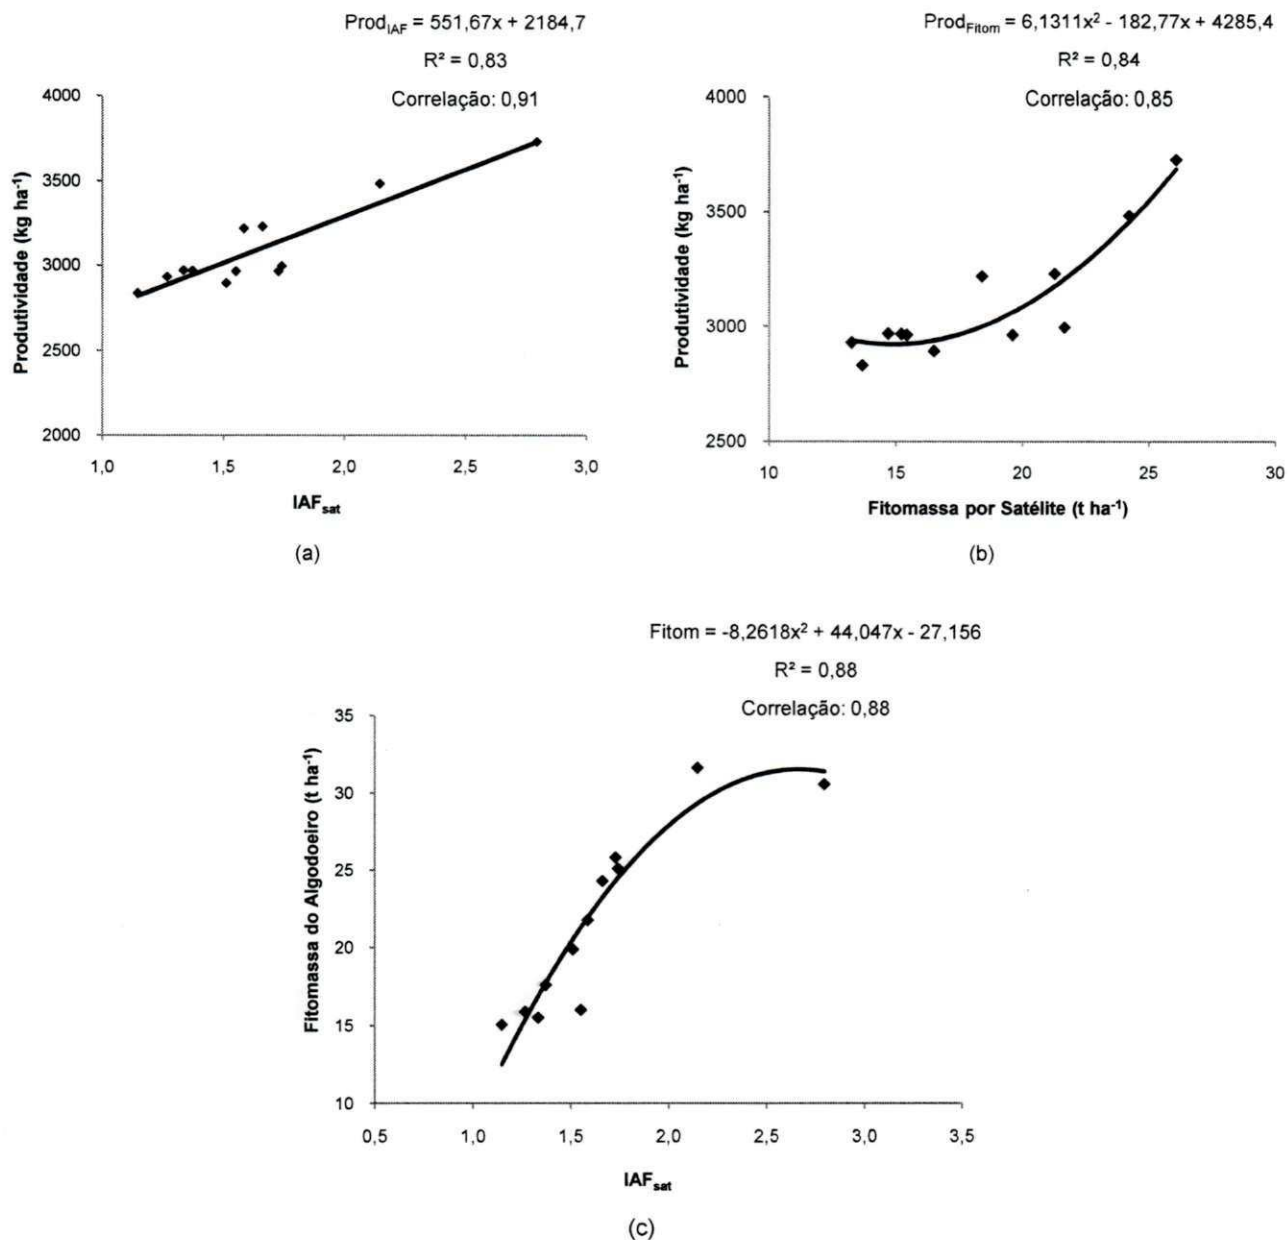 Prod_IAF = 551,67x + 2184,7
R² = 0,83
Correlação: 0,91
4000
3500
3000
2500
2000
Produtividade (kg ha⁻¹)
1,0 1,5 2,0 2,5 3,0
IAF_sat
(a)
Prod_Fitom = 6,1311x² - 182,77x + 4285,4
R² = 0,84
Correlação: 0,85
4000
3500
3000
2500
Produtividade (kg ha⁻¹)
10 15 20 25 30
Fitomassa por Satélite (t ha⁻¹)
(b)
Fitom = -8,2618x² + 44,047x - 27,156
R² = 0,88
Correlação: 0,88
35
30
25
20
15
10
Fitomassa do Algodoeiro (t ha⁻¹)
0,5 1,0 1,5 2,0 2,5 3,0 3,5
IAF_sat
(c)